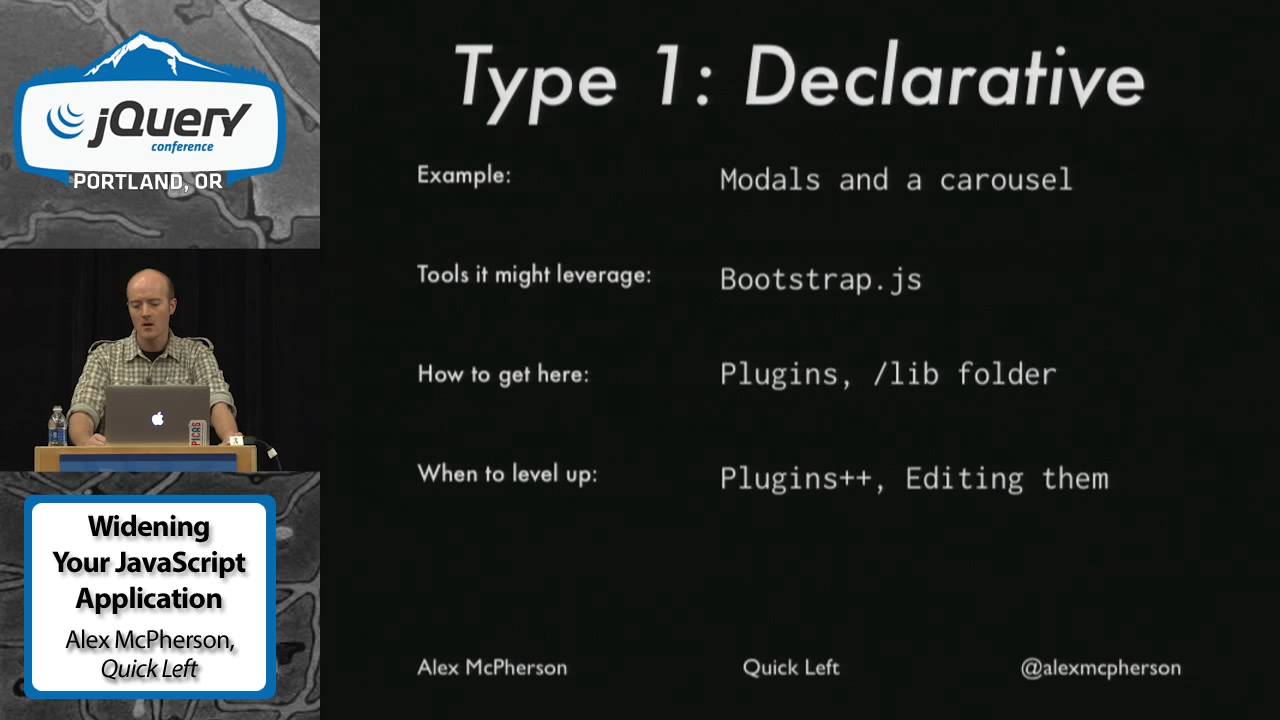 jQuery
conference
PORTLAND, OR
PICAS
Widening
Your JavaScript
Application
Alex McPherson,
Quick Left
Type 1: Declarative
Example: Modals and a carousel
Tools it might leverage: Bootstrap.js
How to get here: Plugins, /lib folder
When to level up: Plugins++, Editing them
Alex McPherson Quick Left @alexmcpherson